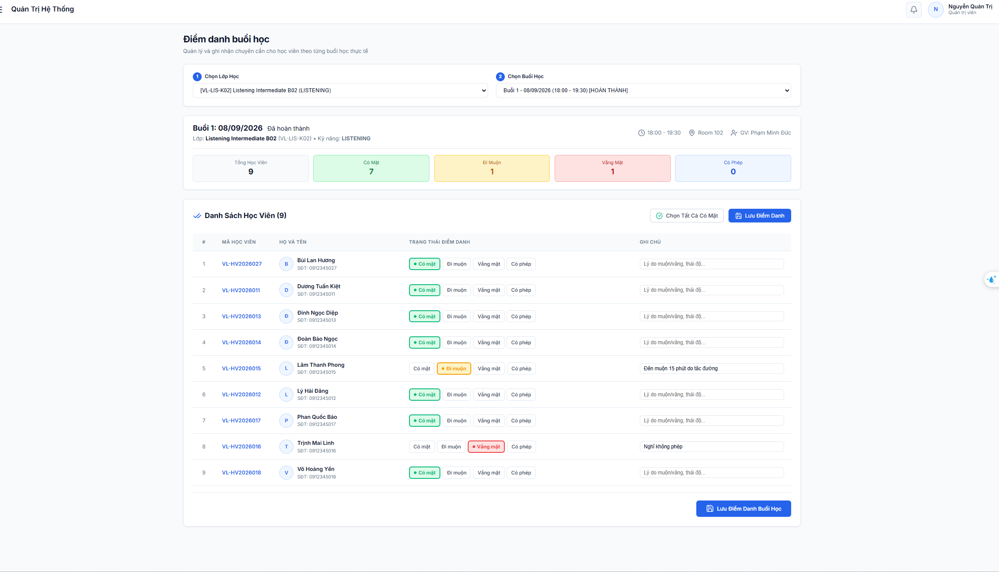 Quản Trị Hệ Thống
N
Nguyễn Quản Trị
Quản trị viên
Điểm danh buổi học
Quản lý và ghi nhận chuyên cần cho học viên theo từng buổi học thực tế
1 Chọn Lớp Học
[VL-LIS-K02] Listening Intermediate B02 (LISTENING)
2 Chọn Buổi Học
Buổi 1 - 08/09/2026 (18:00 - 19:30) [HOÀN THÀNH]
Buổi 1: 08/09/2026 Đã hoàn thành
Lớp: Listening Intermediate B02 (VL-LIS-K02) • Kỹ năng: LISTENING
18:00 - 19:30 Room 102 GV: Phạm Minh Đức
Tổng Học Viên
9
Có Mặt
7
Đi Muộn
1
Vắng Mặt
1
Có Phép
0
Danh Sách Học Viên (9)
Chọn Tất Cả Có Mặt
Lưu Điểm Danh
# MÃ HỌC VIÊN HỌ VÀ TÊN TRẠNG THÁI ĐIỂM DANH GHI CHÚ
1 VL-HV2026027 B Bùi Lan Hương
SĐT: 0912345027
Có mặt Đi muộn Vắng mặt Có phép Lý do muộn/vắng, thái độ...
2 VL-HV2026011 D Dương Tuấn Kiệt
SĐT: 0912345011
Có mặt Đi muộn Vắng mặt Có phép Lý do muộn/vắng, thái độ...
3 VL-HV2026013 Đ Đinh Ngọc Diệp
SĐT: 0912345013
Có mặt Đi muộn Vắng mặt Có phép Lý do muộn/vắng, thái độ...
4 VL-HV2026014 Đ Đoàn Bảo Ngọc
SĐT: 0912345014
Có mặt Đi muộn Vắng mặt Có phép Lý do muộn/vắng, thái độ...
5 VL-HV2026015 L Lâm Thanh Phong
SĐT: 0912345015
Có mặt Đi muộn Vắng mặt Có phép Đến muộn 15 phút do tắc đường
6 VL-HV2026012 L Lý Hải Đăng
SĐT: 0912345012
Có mặt Đi muộn Vắng mặt Có phép Lý do muộn/vắng, thái độ...
7 VL-HV2026017 P Phan Quốc Bảo
SĐT: 0912345017
Có mặt Đi muộn Vắng mặt Có phép Lý do muộn/vắng, thái độ...
8 VL-HV2026016 T Trịnh Mai Linh
SĐT: 0912345016
Có mặt Đi muộn Vắng mặt Có phép Nghỉ không phép
9 VL-HV2026018 V Võ Hoàng Yến
SĐT: 0912345018
Có mặt Đi muộn Vắng mặt Có phép Lý do muộn/vắng, thái độ...
Lưu Điểm Danh Buổi Học